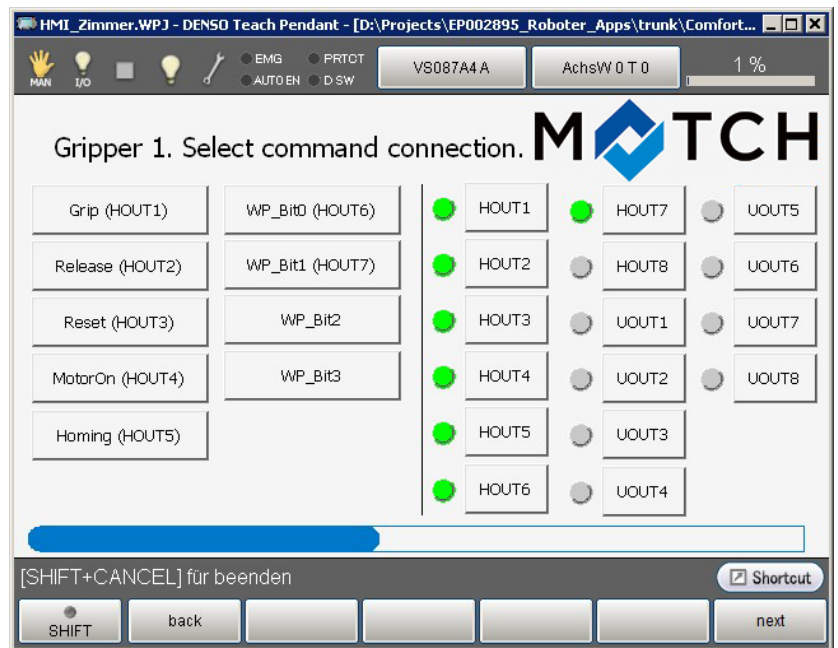 HMI_Zimmer.WPJ - DENSO Teach Pendant - [D:\Projects\EP002895_Roboter_Apps\trunk\Comfort...
MAN I/O EMG PRTCT
AUTO EN D SW
VS087A4 A
AchsW 0 T 0
1 %
Gripper 1. Select command connection.
MATCH
Grip (HOUT1) WP_Bit0 (HOUT6) HOUT1 HOUT7 UOUT5
Release (HOUT2) WP_Bit1 (HOUT7) HOUT2 HOUT8 UOUT6
Reset (HOUT3) WP_Bit2 HOUT3 UOUT1 UOUT7
MotorOn (HOUT4) WP_Bit3 HOUT4 UOUT2 UOUT8
Homing (HOUT5) HOUT5 UOUT3
HOUT6 UOUT4
[SHIFT+CANCEL] für beenden
Shortcut
SHIFT back next